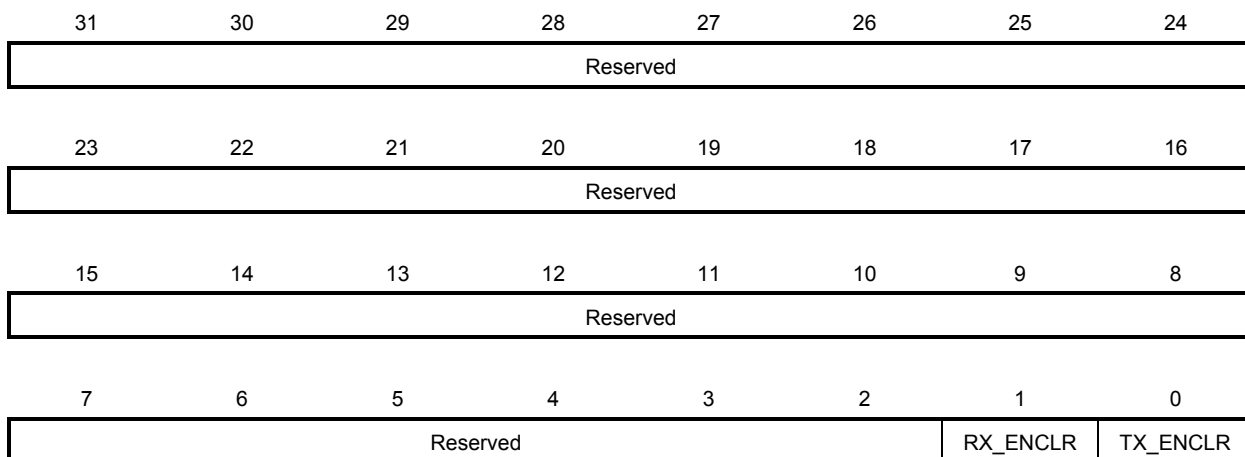 31 30 29 28 27 26 25 24
Reserved
23 22 21 20 19 18 17 16
Reserved
15 14 13 12 11 10 9 8
Reserved
7 6 5 4 3 2 1 0
Reserved RX_ENCLR TX_ENCLR